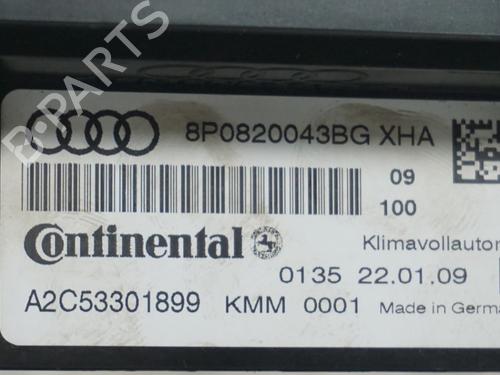 B-PARTS
8P0820043BG XHA
09
100
Continental
Klimavollautom
0135 22.01.09
A2C53301899 KMM 0001 Made in Germa